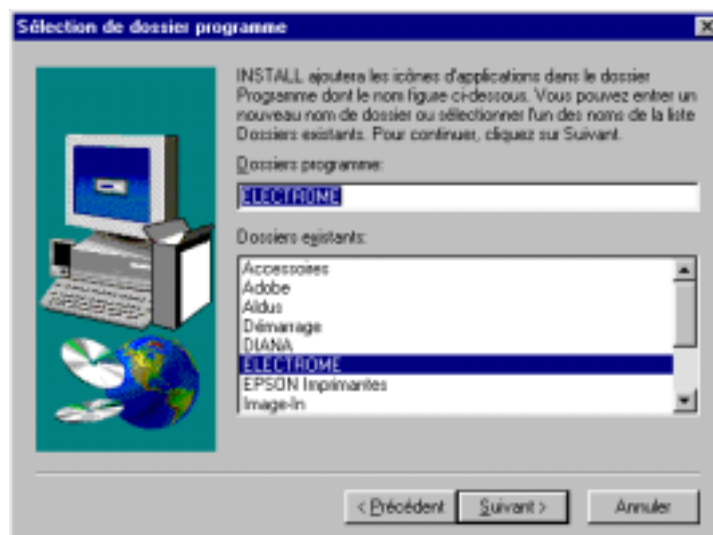 Sélection de dossier programme
INSTALL ajoutera les icônes d'applications dans le dossier
Programme dont le nom figure ci-dessous. Vous pouvez entrer un
nouveau nom de dossier ou sélectionner l'un des noms de la liste
Dossiers existants. Pour continuer, cliquez sur Suivant.
Dossiers programme:
ELECTROME
Dossiers existants:
Accessoires
Adobe
Aldus
Démarrage
DIANA
ELECTROME
EPSON Imprimantes
Image-In
< Précédent
Suivant >
Annuler